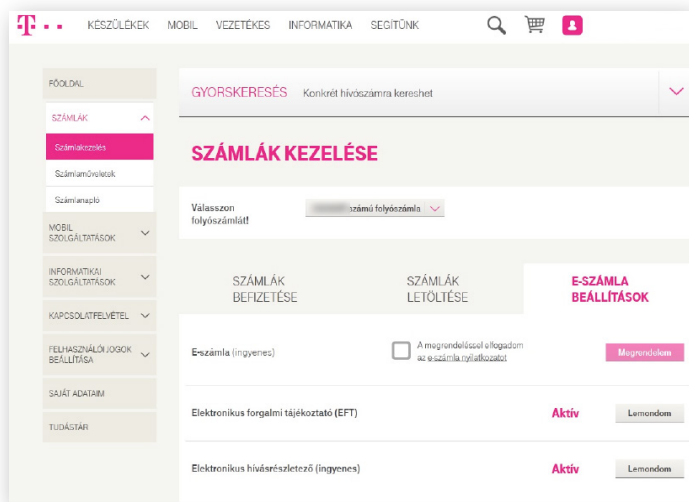 T
KÉSZÜLÉKEK MOBIL VEZETÉKES INFORMATIKA SEGÍTÜNK
FŐOLDAL
SZÁMLÁK
Számlakezelés
Számlaműveletek
Számlanapló
MOBIL
SZOLGÁLTATÁSOK
INFORMATIKAI
SZOLGÁLTATÁSOK
KAPCSOLATFELVÉTEL
FELHASZNÁLÓI JOGOK
BEÁLLÍTÁSA
SAJÁT ADATAIM
TUDÁSTÁR
GYORSKERESÉS Konkrét hívószámra kereshet
SZÁMLÁK KEZELÉSE
Válasszon
folyószámlát!
számú folyószámla
SZÁMLÁK
BEFIZETÉSE
SZÁMLÁK
LETÖLTÉSE
E-SZÁMLA
BEÁLLÍTÁSOK
E-számla (ingyenes)
A megrendeléssel elfogadom
az e-számla nyilatkozatot
Megrendelem
Elektronikus forgalmi tájékoztató (EFT) Aktív Lemondom
Elektronikus hívásrészletező (ingyenes) Aktív Lemondom